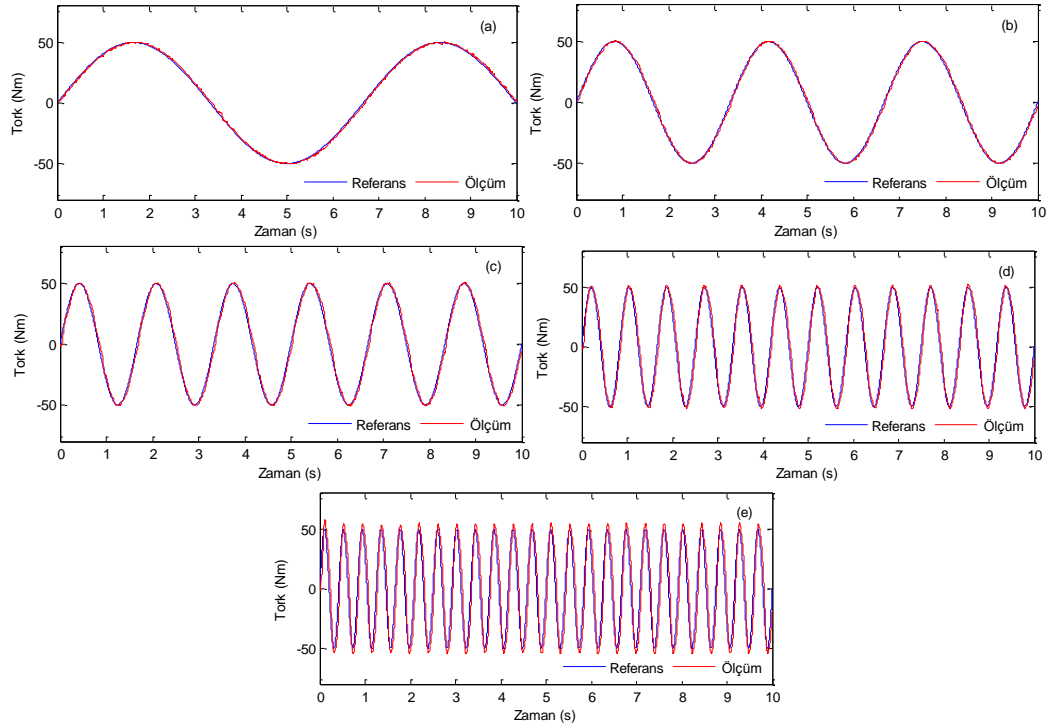 (a)
50
0
-50
Tork (Nm)
Referans Ölçüm
0 1 2 3 4 5 6 7 8 9 10
Zaman (s)
(b)
50
0
-50
Tork (Nm)
Referans Ölçüm
0 1 2 3 4 5 6 7 8 9 10
Zaman (s)
(c)
50
0
-50
Tork (Nm)
Referans Ölçüm
0 1 2 3 4 5 6 7 8 9 10
Zaman (s)
(d)
50
0
-50
Tork (Nm)
Referans Ölçüm
0 1 2 3 4 5 6 7 8 9 10
Zaman (s)
(e)
50
0
-50
Tork (Nm)
Referans Ölçüm
0 1 2 3 4 5 6 7 8 9 10
Zaman (s)